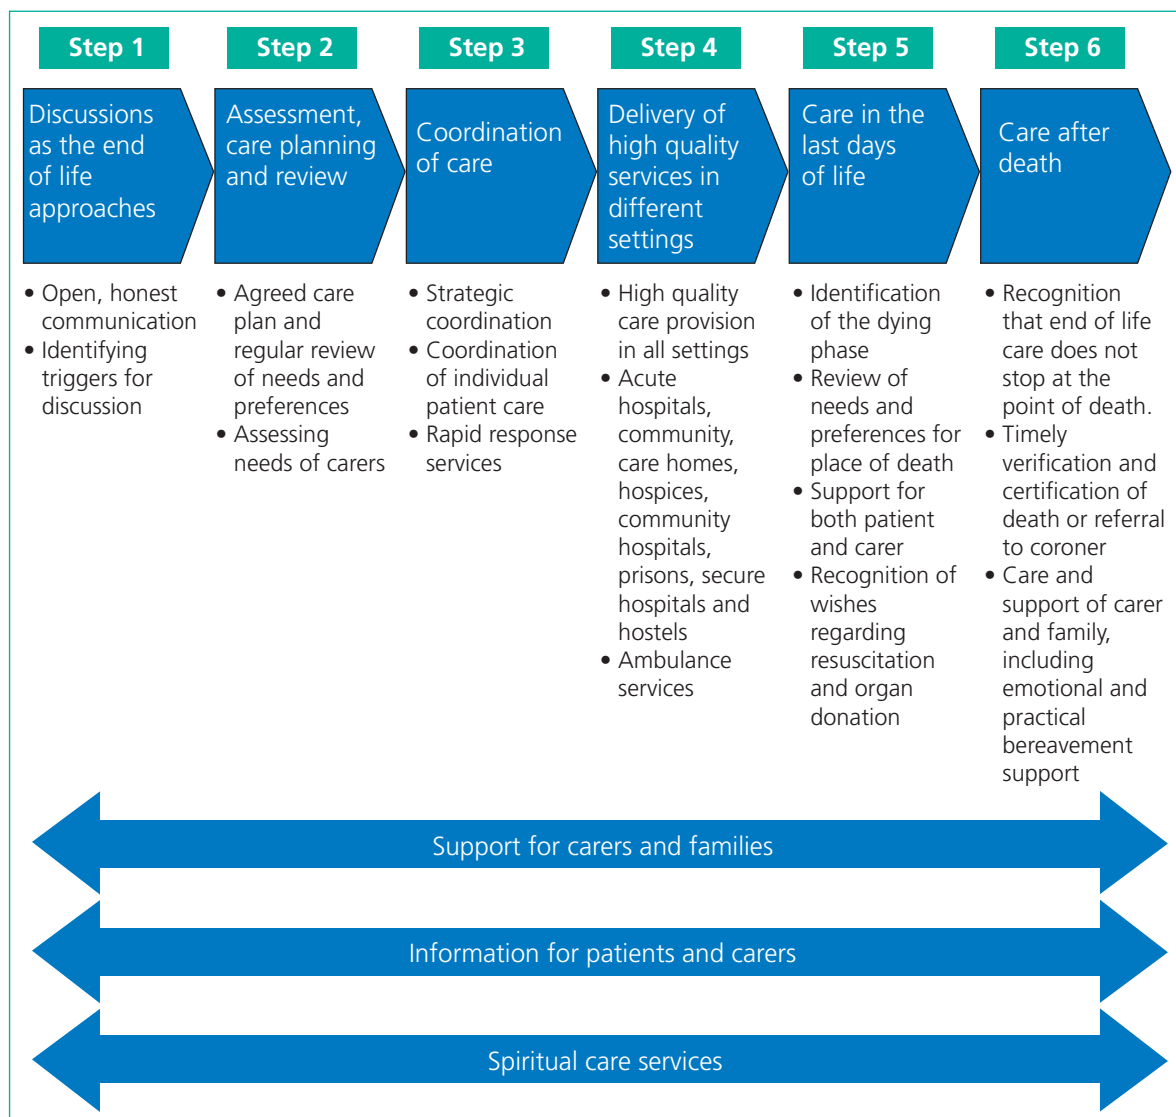 Step 1
Discussions
as the end
of life
approaches
• Open, honest
communication
• Identifying
triggers for
discussion
Step 2
Assessment,
care planning
and review
• Agreed care
plan and
regular review
of needs and
preferences
• Assessing
needs of carers
Step 3
Coordination
of care
• Strategic
coordination
• Coordination
of individual
patient care
• Rapid response
services
Step 4
Delivery of
high quality
services in
different
settings
• High quality
care provision
in all settings
• Acute
hospitals,
community,
care homes,
hospices,
community
hospitals,
prisons, secure
hospitals and
hostels
• Ambulance
services
Step 5
Care in the
last days
of life
• Identification
of the dying
phase
• Review of
needs and
preferences for
place of death
• Support for
both patient
and carer
• Recognition of
wishes
regarding
resuscitation
and organ
donation
Step 6
Care after
death
• Recognition
that end of life
care does not
stop at the
point of death.
• Timely
verification and
certification of
death or referral
to coroner
• Care and
support of carer
and family,
including
emotional and
practical
bereavement
support
Support for carers and families
Information for patients and carers
Spiritual care services